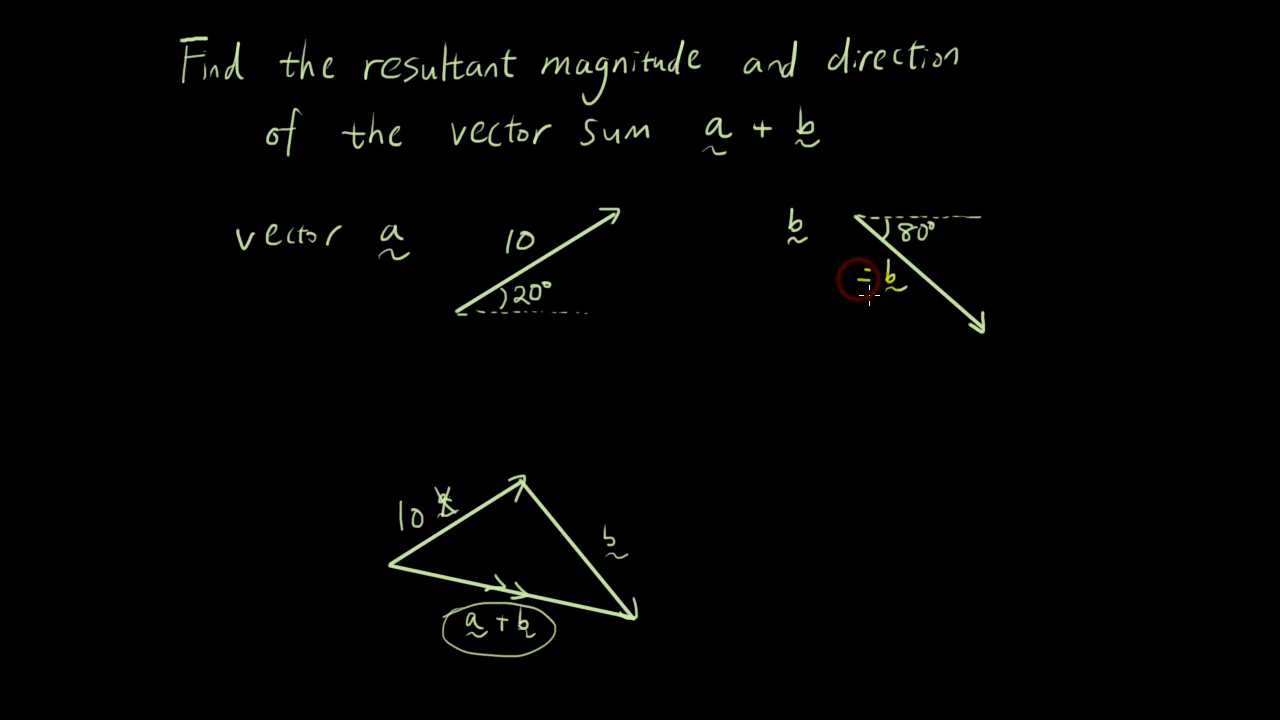 Find the resultant magnitude and direction
of the vector sum a + b
vector a
10
20°
b
80°
= b
10
b
a + b